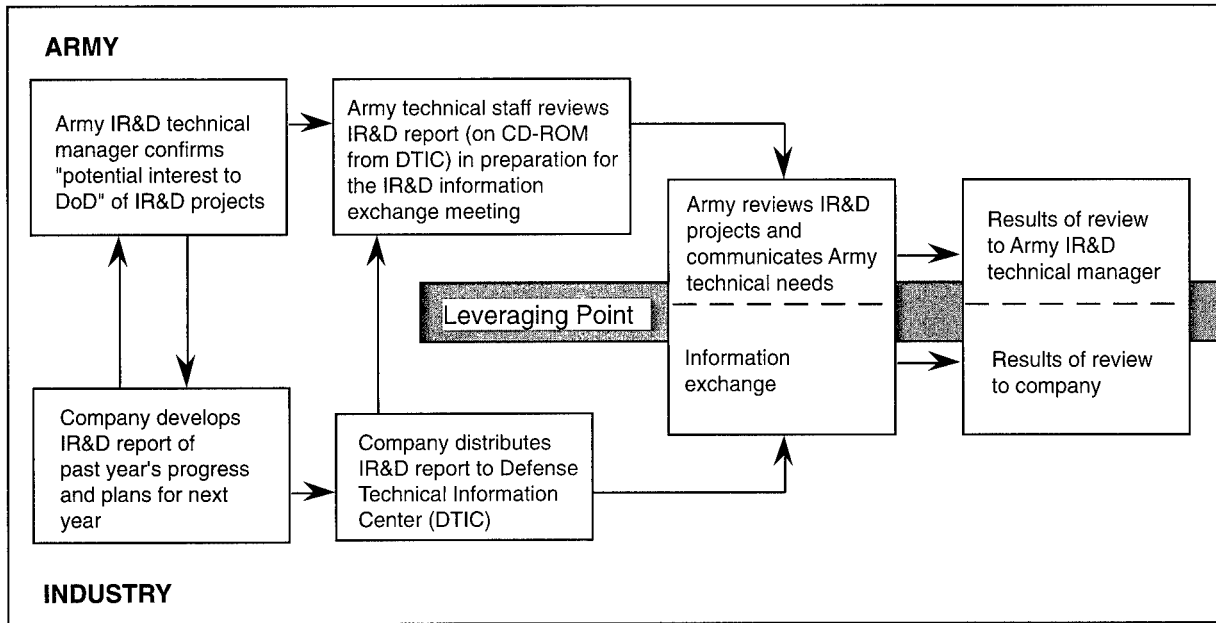 ARMY
Army IR&D technical
manager confirms
"potential interest to
DoD" of IR&D projects
Army technical staff reviews
IR&D report (on CD-ROM
from DTIC) in preparation for
the IR&D information
exchange meeting
Army reviews IR&D
projects and
communicates Army
technical needs
Results of review
to Army IR&D
technical manager
Leveraging Point
Information
exchange
Results of review
to company
Company develops
IR&D report of
past year's progress
and plans for next
year
Company distributes
IR&D report to Defense
Technical Information
Center (DTIC)
INDUSTRY